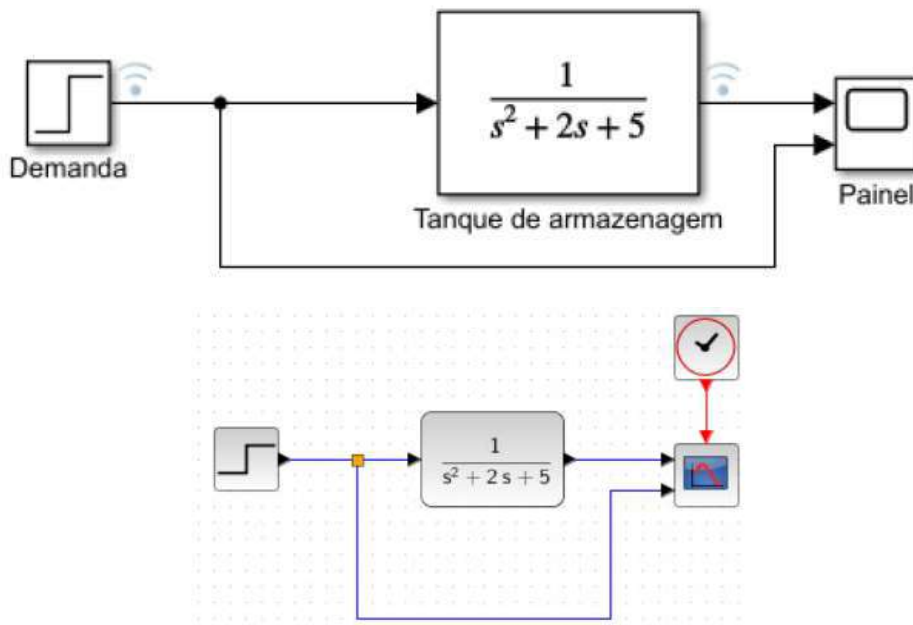 1
s² + 2s + 5
Demanda
Painel
Tanque de armazenagem
1
s² + 2 s + 5